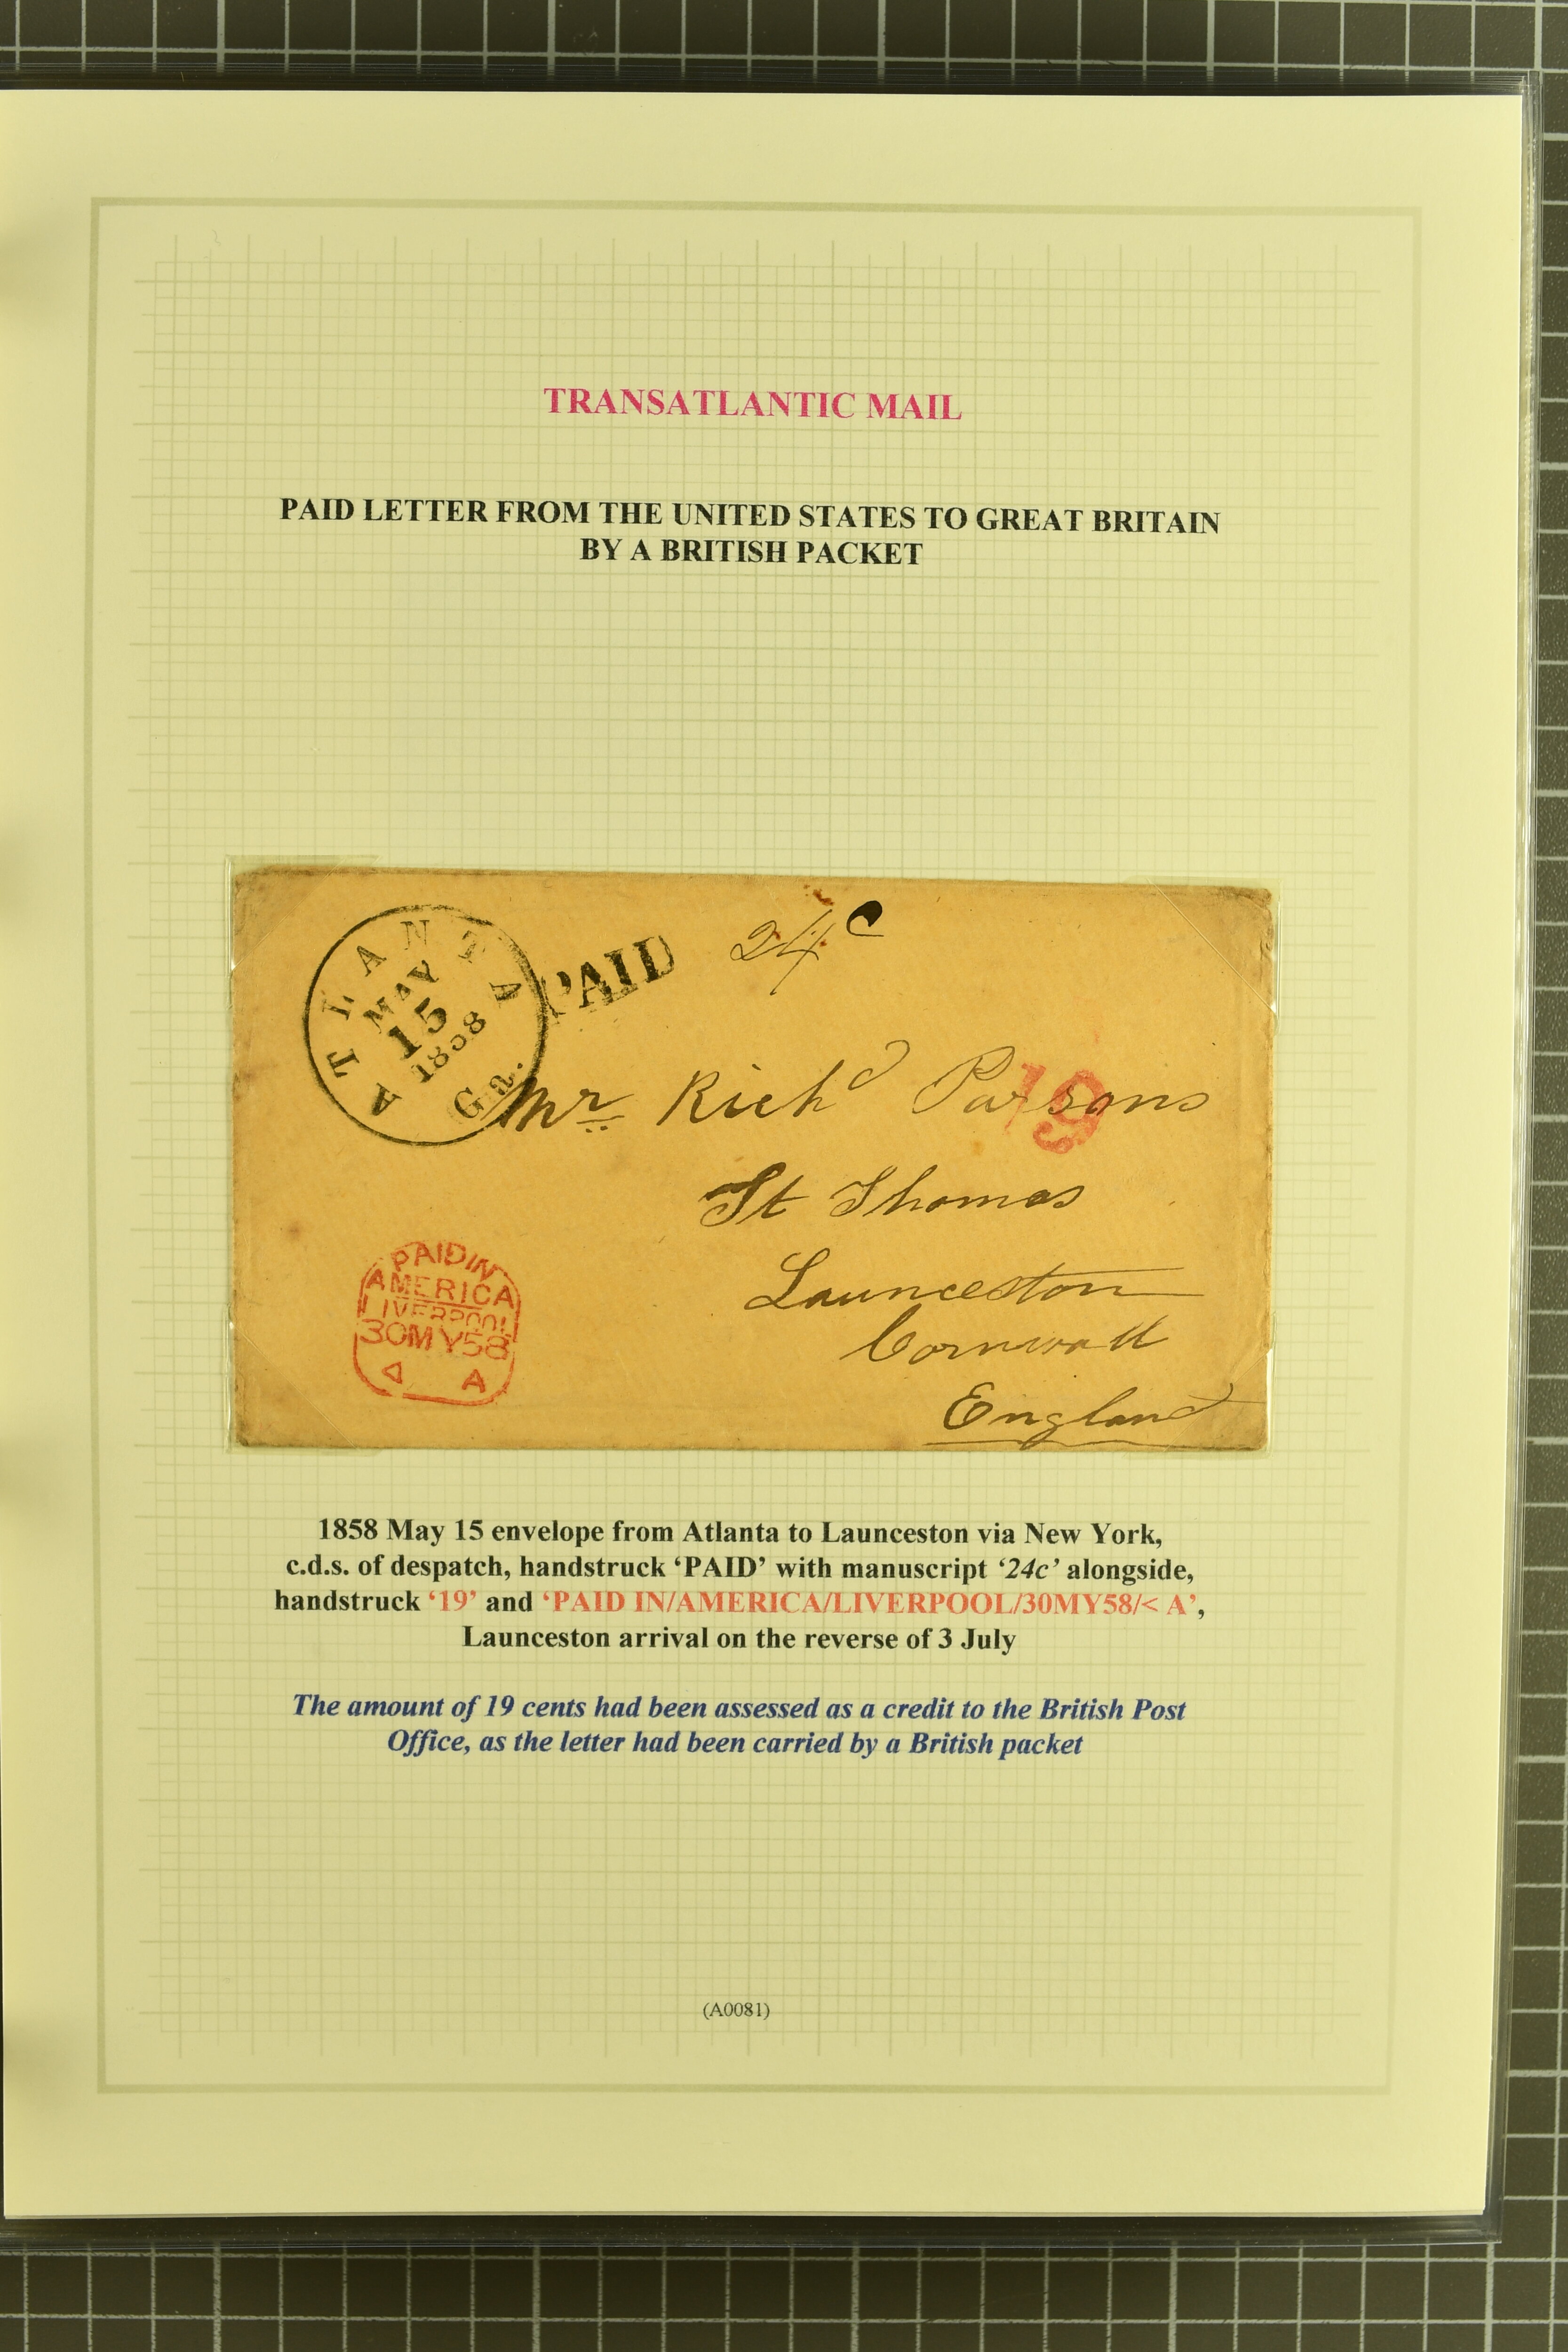 TRANSATLANTIC MAIL
PAID LETTER FROM THE UNITED STATES TO GREAT BRITAIN
BY A BRITISH PACKET
ATLANTA Ga.
MAY
15
1858
PAID
24c
19
Mr Richd Parsons
St Thomas
Launceston
Cornwall
England
PAID IN
AMERICA
LIVERPOOL
30MY58
A
1858 May 15 envelope from Atlanta to Launceston via New York,
c.d.s. of despatch, handstruck ‘PAID’ with manuscript ‘24c’ alongside,
handstruck ‘19’ and ‘PAID IN/AMERICA/LIVERPOOL/30MY58/< A’,
Launceston arrival on the reverse of 3 July
The amount of 19 cents had been assessed as a credit to the British Post
Office, as the letter had been carried by a British packet
(A0081)